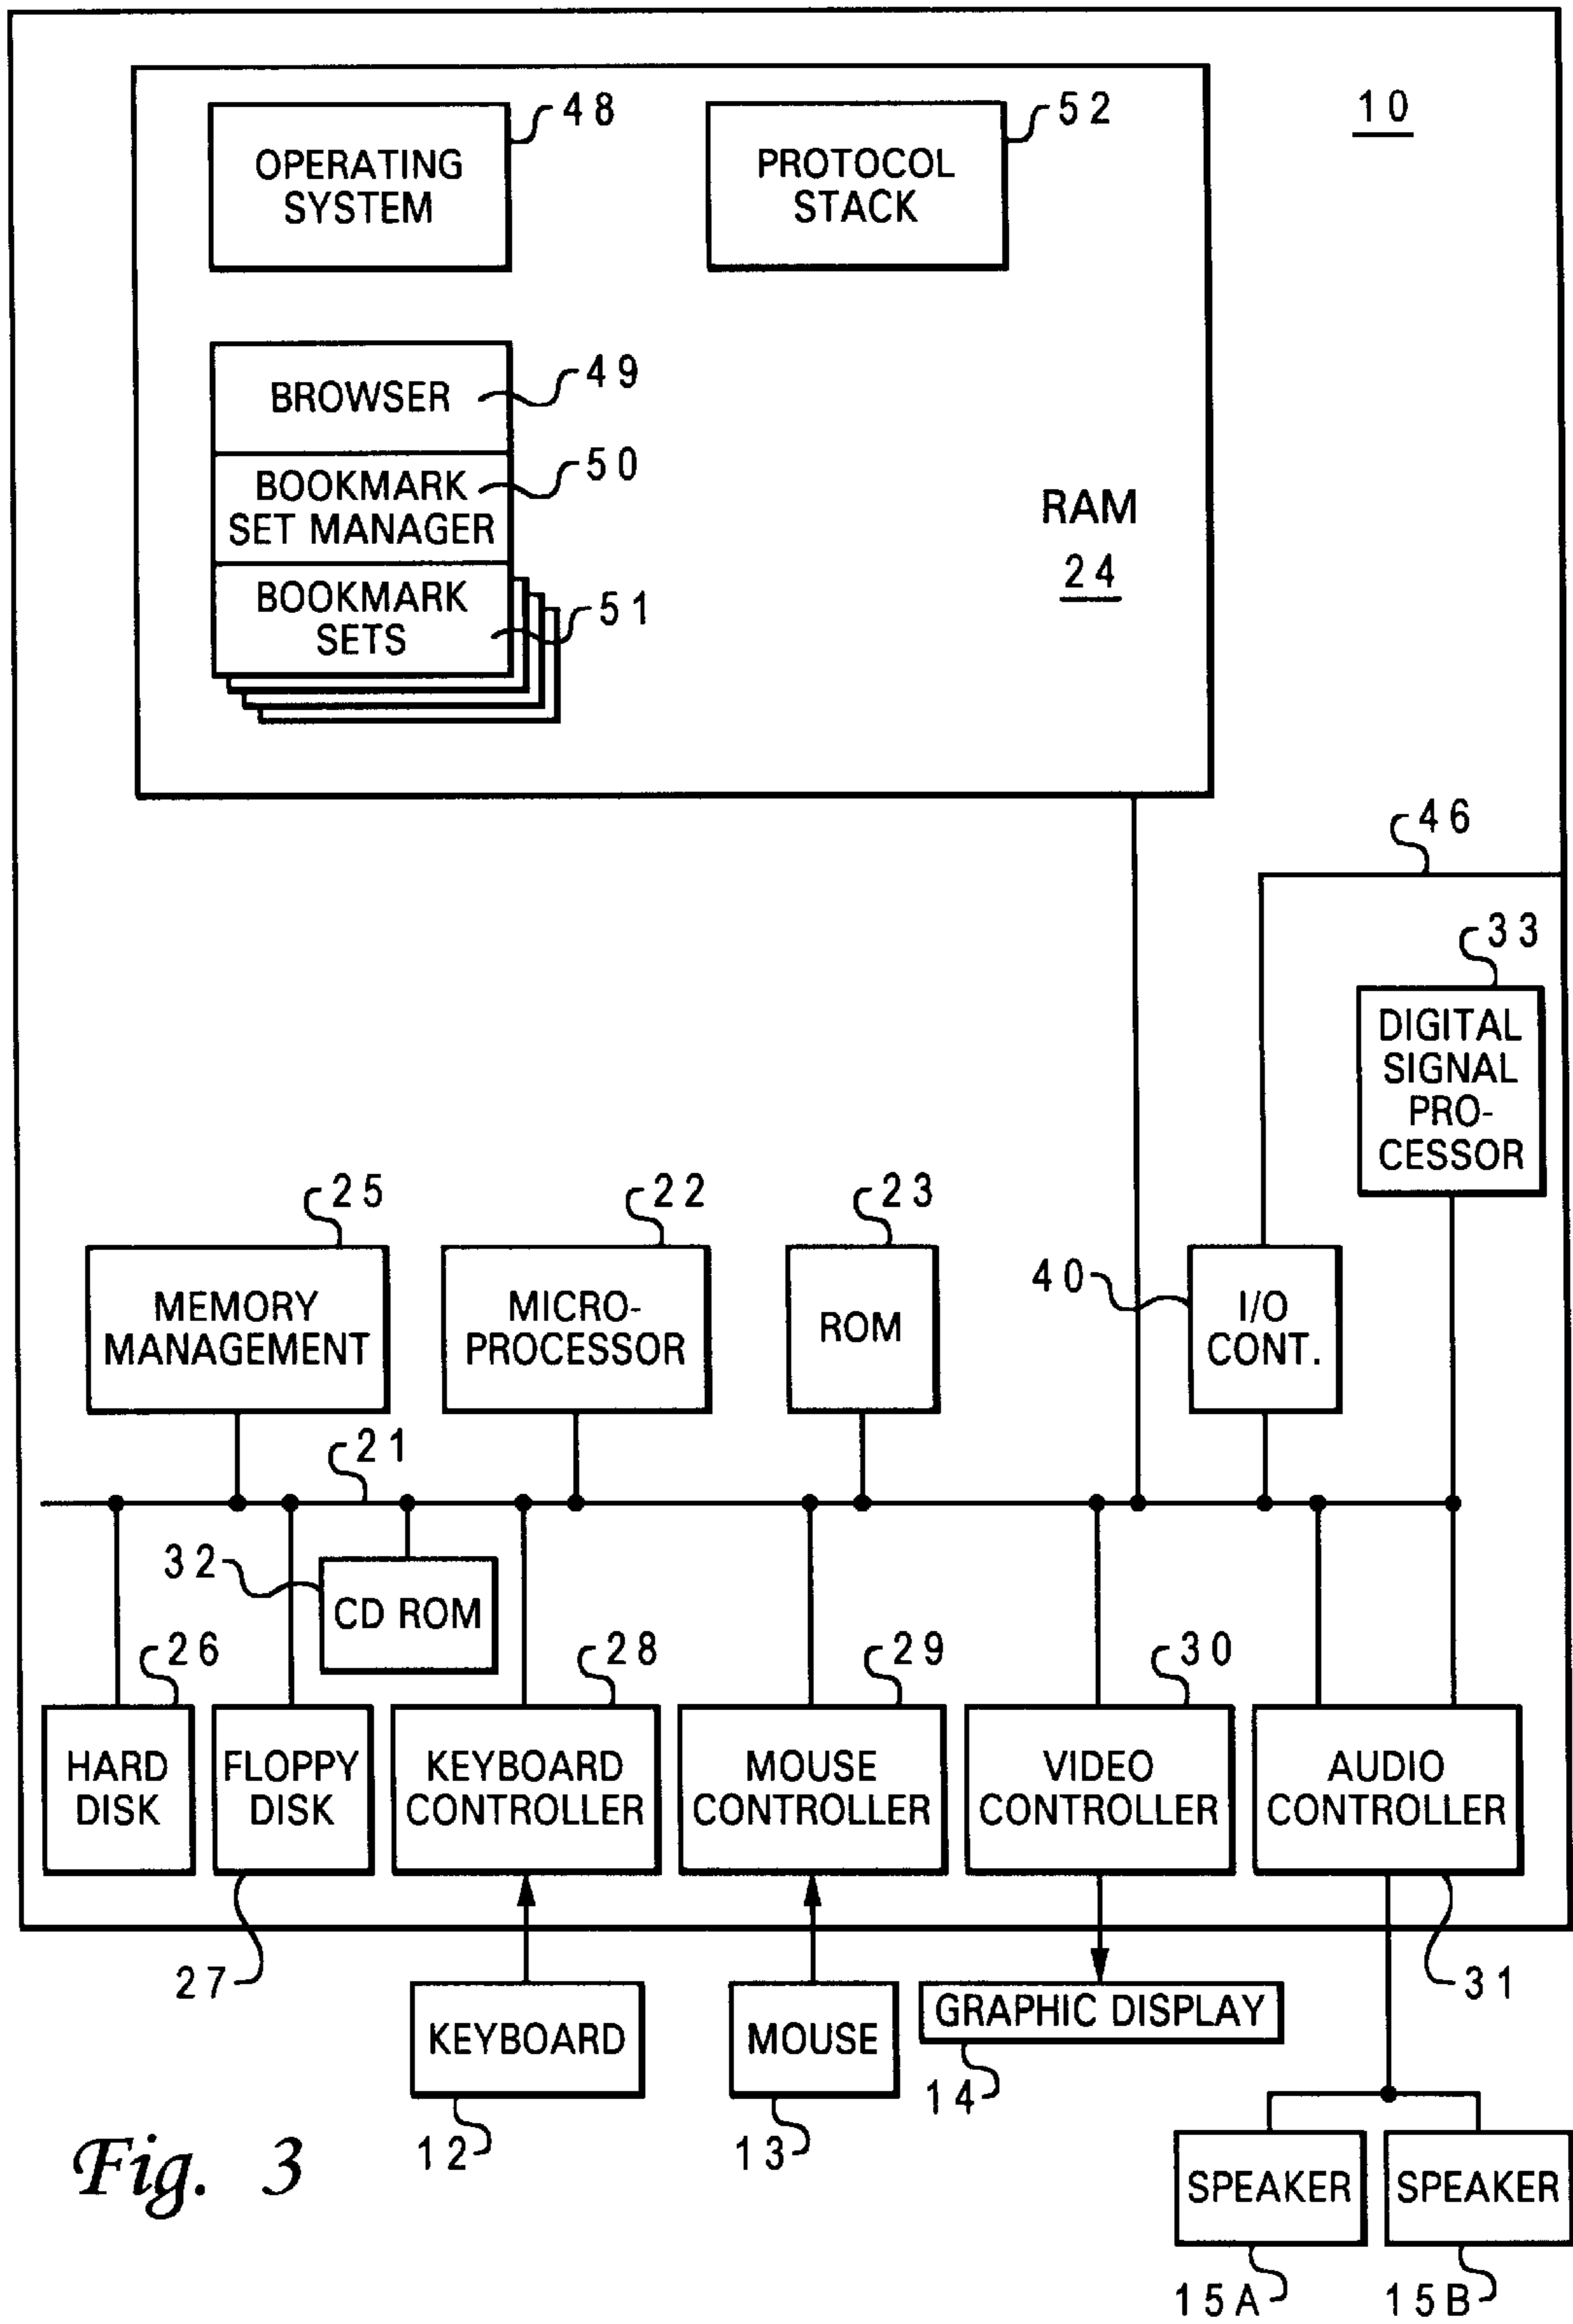 10
48
OPERATING
SYSTEM
52
PROTOCOL
STACK
BROWSER
49
BOOKMARK
SET MANAGER
50
BOOKMARK
SETS
51
RAM
24
46
33
DIGITAL
SIGNAL
PRO-
CESSOR
25
MEMORY
MANAGEMENT
22
MICRO-
PROCESSOR
23
ROM
40
I/O
CONT.
21
32
CD ROM
26
HARD
DISK
FLOPPY
DISK
27
28
KEYBOARD
CONTROLLER
29
MOUSE
CONTROLLER
30
VIDEO
CONTROLLER
AUDIO
CONTROLLER
31
KEYBOARD
12
MOUSE
13
GRAPHIC DISPLAY
14
SPEAKER
15A
SPEAKER
15B
Fig. 3